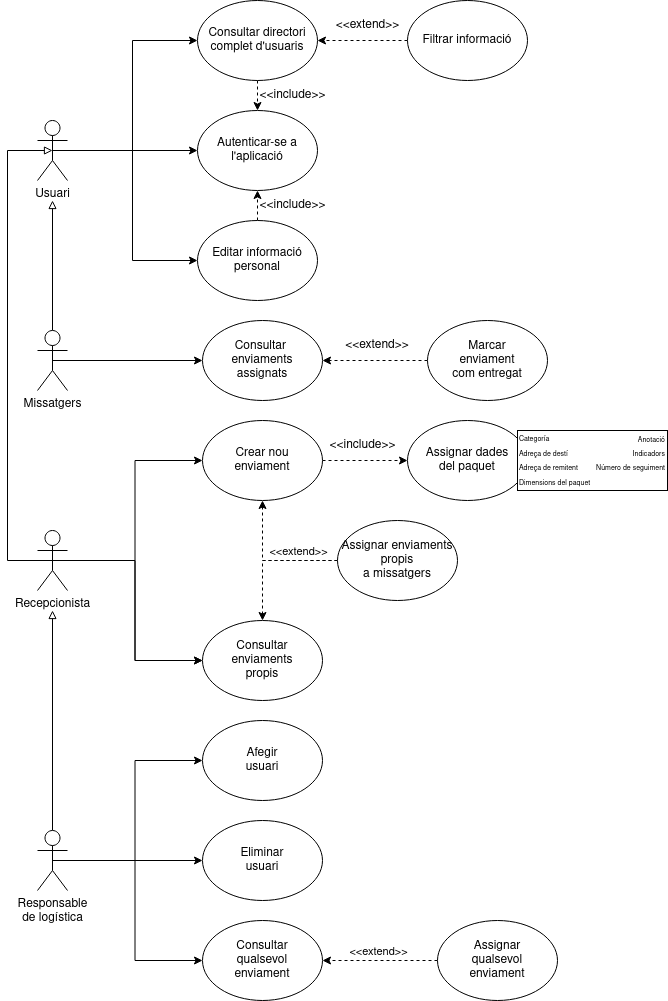 Consultar directori
complet d'usuaris
<<extend>>
Filtrar informació
<<include>>
Autenticar-se a
l'aplicació
Usuari
<<include>>
Editar informació
personal
Consultar
enviaments
assignats
<<extend>>
Marcar
enviament
com entregat
Missatgers
Crear nou
enviament
<<include>>
Assignar dades
del paquet
Categoría
Anotació
Adreça de destí
Indicadors
Adreça de remitent
Número de seguiment
Dimensions del paquet
<<extend>>
Assignar enviaments
propis
a missatgers
Recepcionista
Consultar
enviaments
propis
Afegir
usuari
Eliminar
usuari
Responsable
de logística
Consultar
qualsevol
enviament
<<extend>>
Assignar
qualsevol
enviament